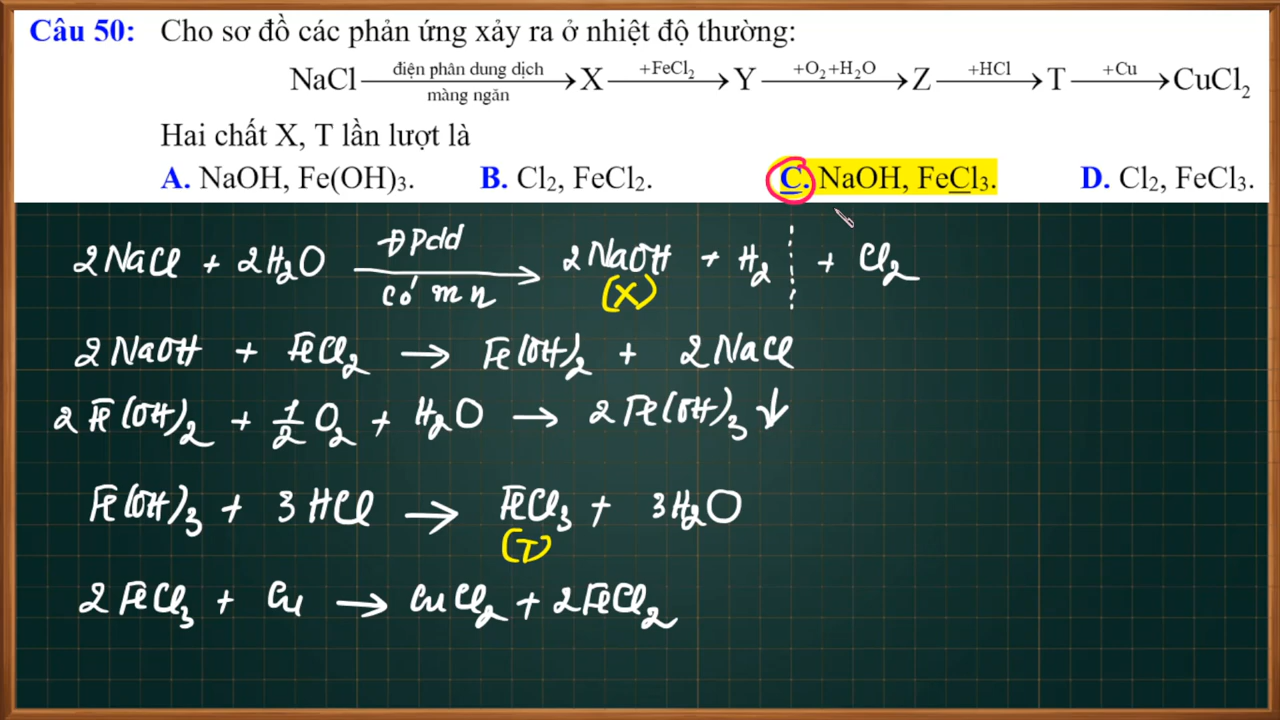 Câu 50: Cho sơ đồ các phản ứng xảy ra ở nhiệt độ thường:
NaCl —điện phân dung dịch / màng ngăn→ X —+FeCl₂→ Y —+O₂+H₂O→ Z —+HCl→ T —+Cu→ CuCl₂
Hai chất X, T lần lượt là
A. NaOH, Fe(OH)₃. B. Cl₂, FeCl₂. C. NaOH, FeCl₃. D. Cl₂, FeCl₃.
2NaCl + 2H₂O —ĐPdd / có mn→ 2NaOH + H₂ + Cl₂
(X)
2NaOH + FeCl₂ → Fe(OH)₂ + 2NaCl
2Fe(OH)₂ + 1/2 O₂ + H₂O → 2Fe(OH)₃ ↓
Fe(OH)₃ + 3HCl → FeCl₃ + 3H₂O
(T)
2FeCl₃ + Cu → CuCl₂ + 2FeCl₂